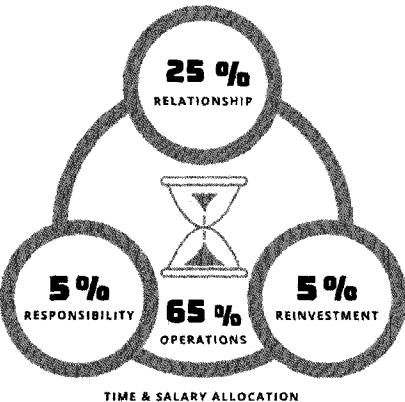 25 %
RELATIONSHIP
5 %
RESPONSIBILITY
65 %
OPERATIONS
5 %
REINVESTMENT
TIME & SALARY ALLOCATION